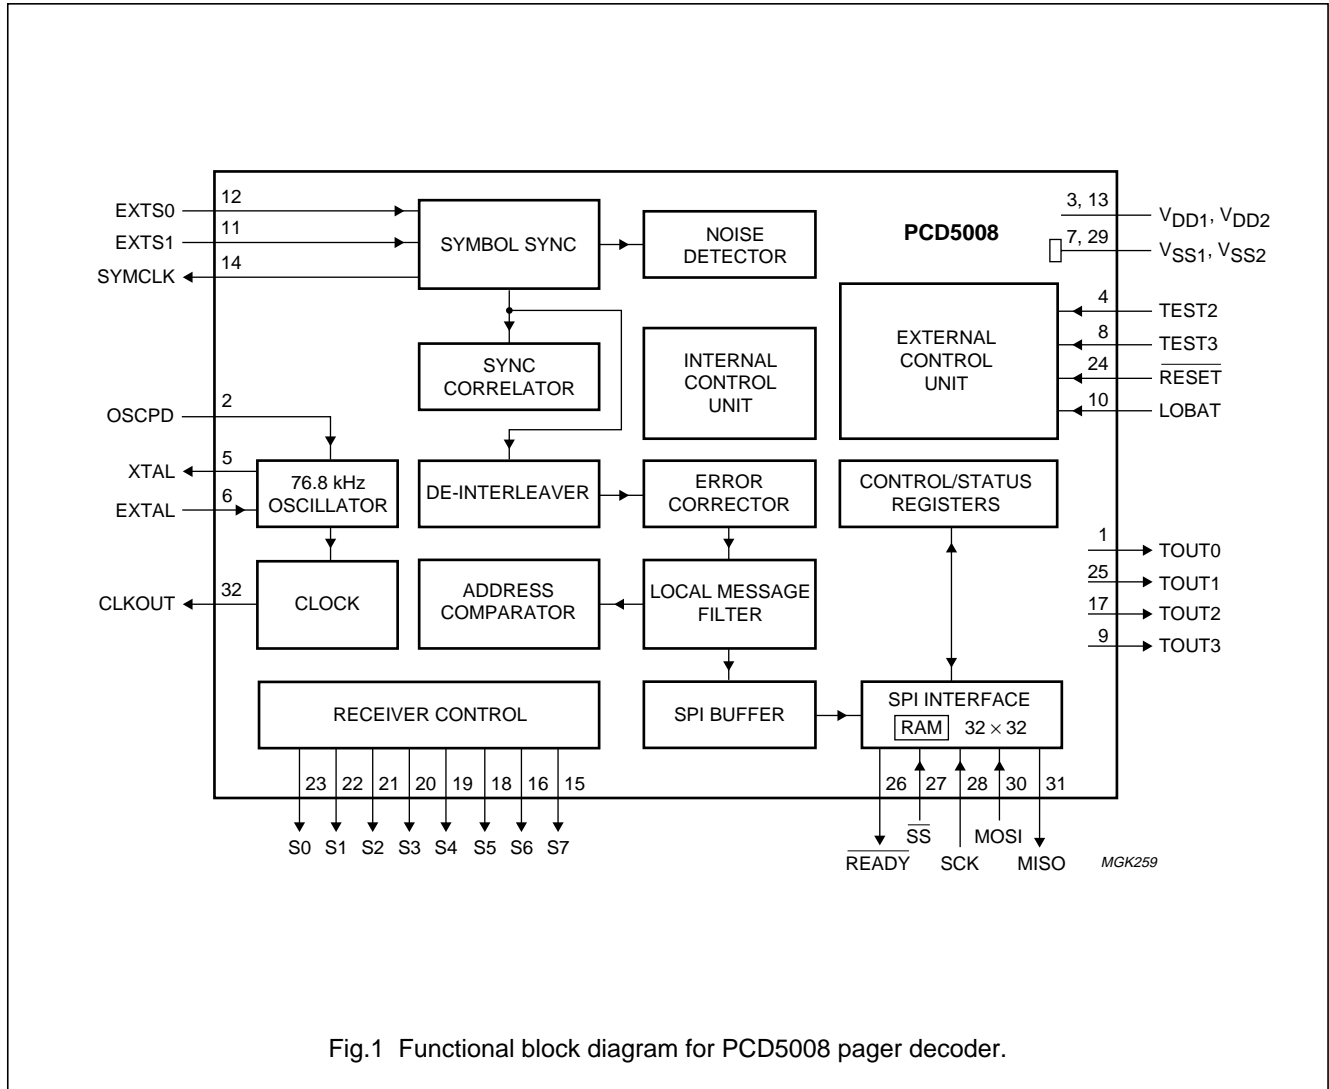 12
EXTS0
11
EXTS1
14
SYMCLK
SYMBOL SYNC
NOISE
DETECTOR
PCD5008
3, 13
VDD1, VDD2
7, 29
VSS1, VSS2
SYNC
CORRELATOR
INTERNAL
CONTROL
UNIT
EXTERNAL
CONTROL
UNIT
4
TEST2
8
TEST3
24
RESET
10
LOBAT
2
OSCPD
5
XTAL
6
EXTAL
76.8 kHz
OSCILLATOR
DE-INTERLEAVER
ERROR
CORRECTOR
CONTROL/STATUS
REGISTERS
32
CLKOUT
CLOCK
ADDRESS
COMPARATOR
LOCAL MESSAGE
FILTER
1
TOUT0
25
TOUT1
17
TOUT2
9
TOUT3
RECEIVER CONTROL
SPI BUFFER
SPI INTERFACE
RAM 32 × 32
23 22 21 20 19 18 16 15
S0 S1 S2 S3 S4 S5 S6 S7
26 27 28 30 31
SS MOSI
READY SCK MISO
MGK259
Fig.1 Functional block diagram for PCD5008 pager decoder.